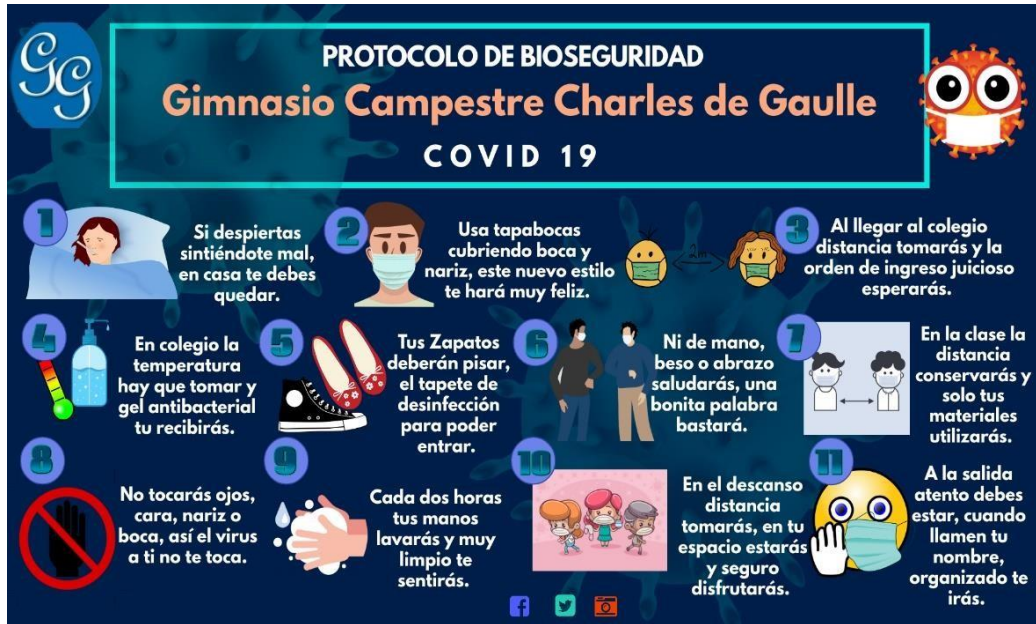 GG
PROTOCOLO DE BIOSEGURIDAD
Gimnasio Campestre Charles de Gaulle
COVID 19
1
Si despiertas
sintiéndote mal,
en casa te debes
quedar.
2
Usa tapabocas
cubriendo boca y
nariz, este nuevo estilo
te hará muy feliz.
2m
3
Al llegar al colegio
distancia tomarás y la
orden de ingreso juicioso
esperarás.
4
En colegio la
temperatura
hay que tomar y
gel antibacterial
tu recibirás.
5
Tus Zapatos
deberán pisar,
el tapete de
desinfección
para poder
entrar.
6
Ni de mano,
beso o abrazo
saludarás, una
bonita palabra
bastará.
7
En la clase la
distancia
conservarás y
solo tus
materiales
utilizarás.
8
No tocarás ojos,
cara, nariz o
boca, así el virus
a ti no te toca.
9
Cada dos horas
tus manos
lavarás y muy
limpio te
sentirás.
10
En el descanso
distancia
tomarás, en tu
espacio estarás
y seguro
disfrutarás.
11
A la salida
atento debes
estar, cuando
llamen tu
nombre,
organizado te
irás.